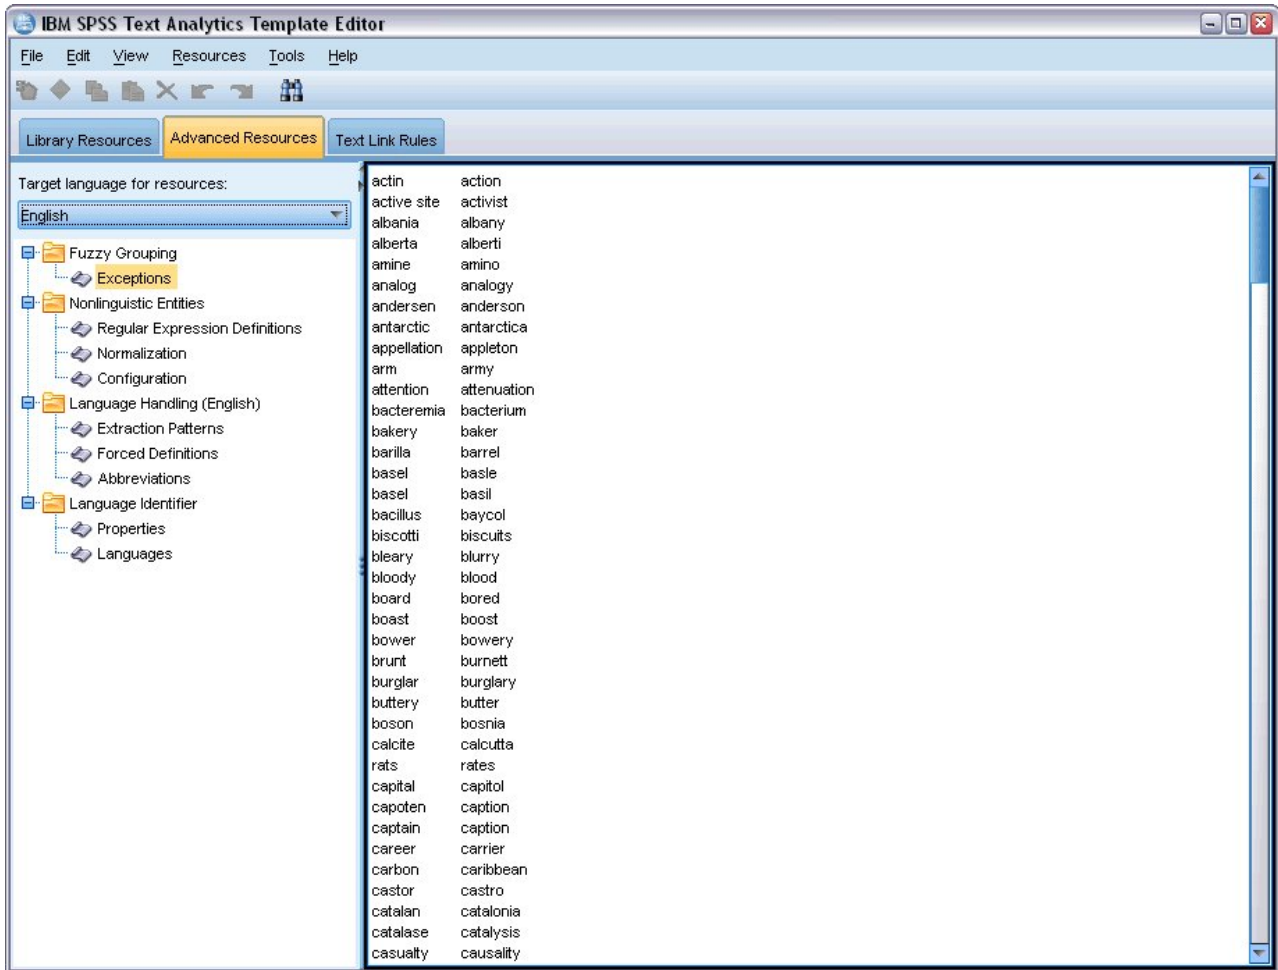 IBM SPSS Text Analytics Template Editor
File Edit View Resources Tools Help
Library Resources Advanced Resources Text Link Rules
Target language for resources:
English
Fuzzy Grouping
Exceptions
Nonlinguistic Entities
Regular Expression Definitions
Normalization
Configuration
Language Handling (English)
Extraction Patterns
Forced Definitions
Abbreviations
Language Identifier
Properties
Languages
actin action
active site activist
albania albany
alberta alberti
amine amino
analog analogy
andersen anderson
antarctic antarctica
appellation appleton
arm army
attention attenuation
bacteremia bacterium
bakery baker
barilla barrel
basel basle
basel basil
bacillus baycol
biscotti biscuits
bleary blurry
bloody blood
board bored
boast boost
bower bowery
brunt burnett
burglar burglary
buttery butter
boson bosnia
calcite calcutta
rats rates
capital capitol
capoten caption
captain caption
career carrier
carbon caribbean
castor castro
catalan catalonia
catalase catalysis
casualty causality